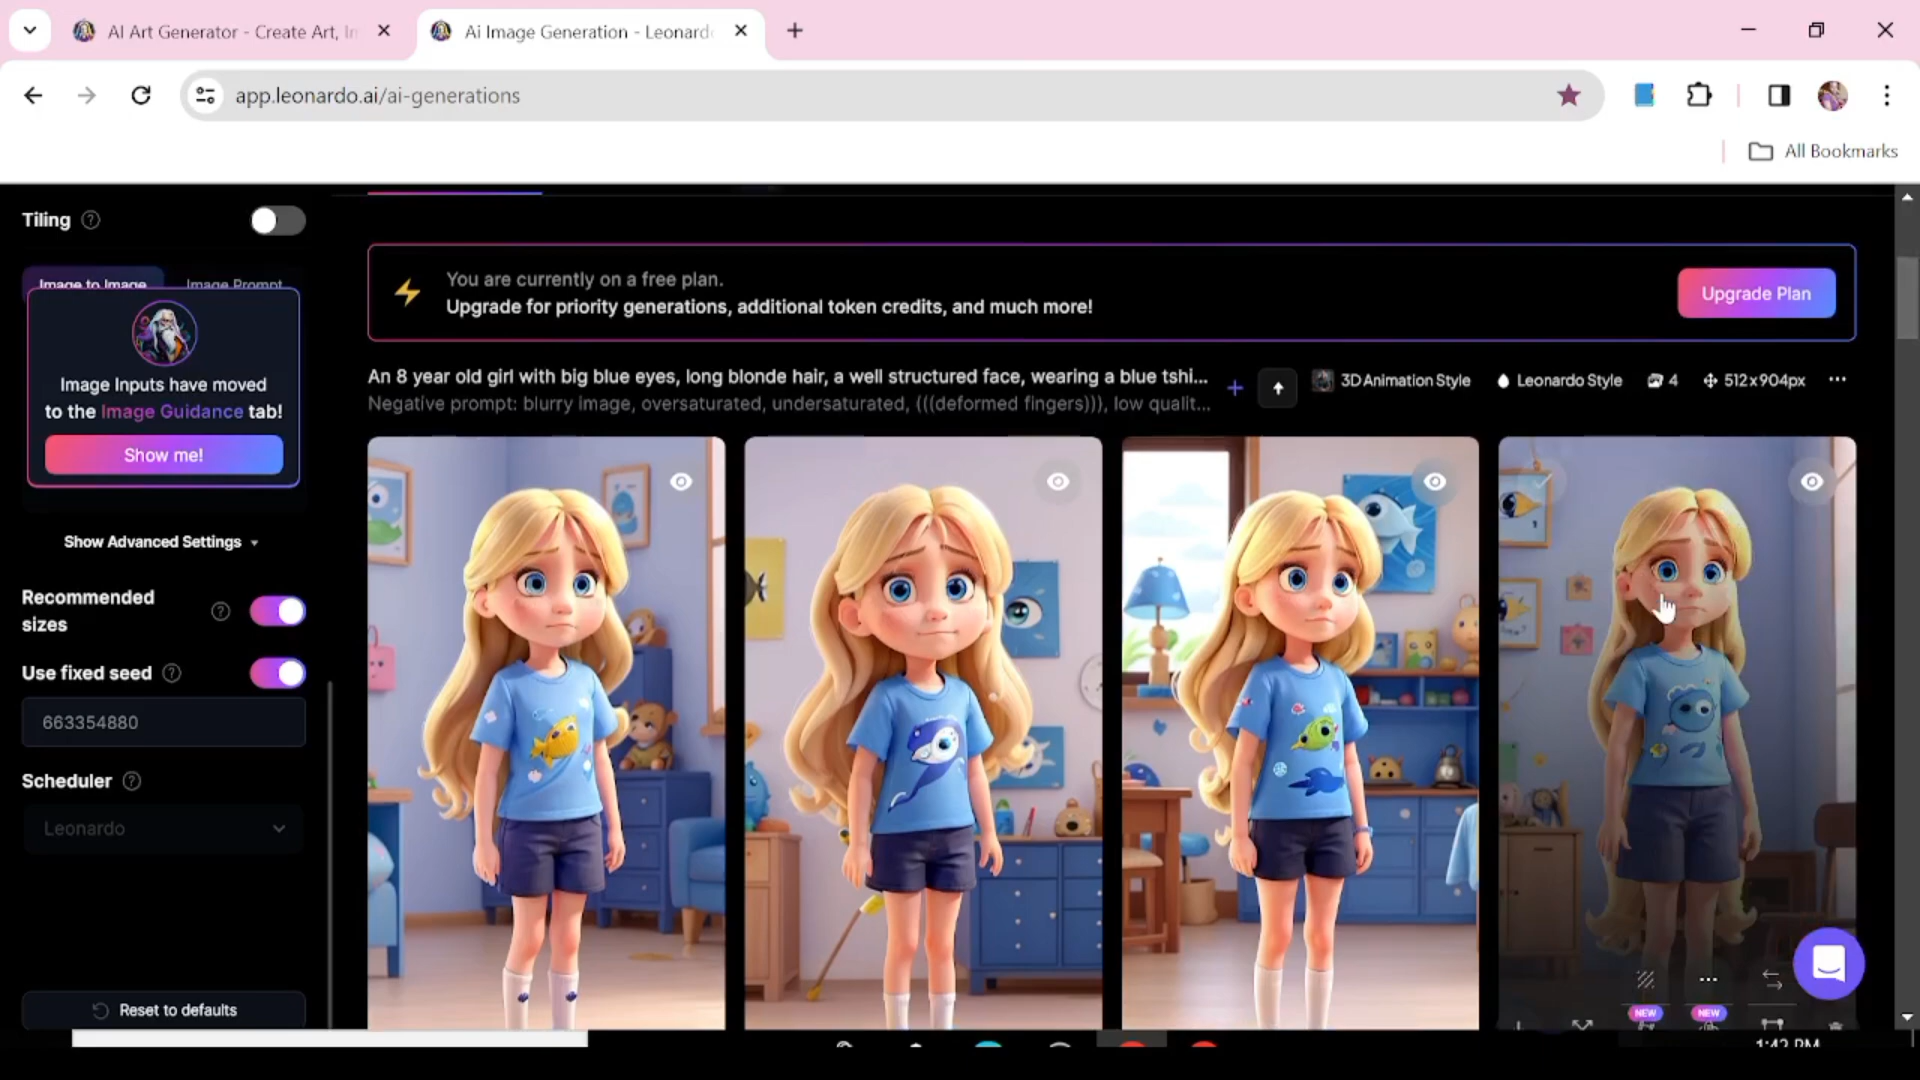 AI Art Generator - Create Art, In
Ai Image Generation - Leonardo
app.leonardo.ai/ai-generations
All Bookmarks
Tiling
Image to Image Image Prompt
Image Inputs have moved
to the Image Guidance tab!
Show me!
Show Advanced Settings
Recommended
sizes
Use fixed seed
663354880
Scheduler
Leonardo
Reset to defaults
You are currently on a free plan.
Upgrade for priority generations, additional token credits, and much more!
Upgrade Plan
An 8 year old girl with big blue eyes, long blonde hair, a well structured face, wearing a blue tshi...
Negative prompt: blurry image, oversaturated, undersaturated, (((deformed fingers))), low qualit...
3D Animation Style
Leonardo Style
4
512x904px
NEW
NEW
1:42 PM